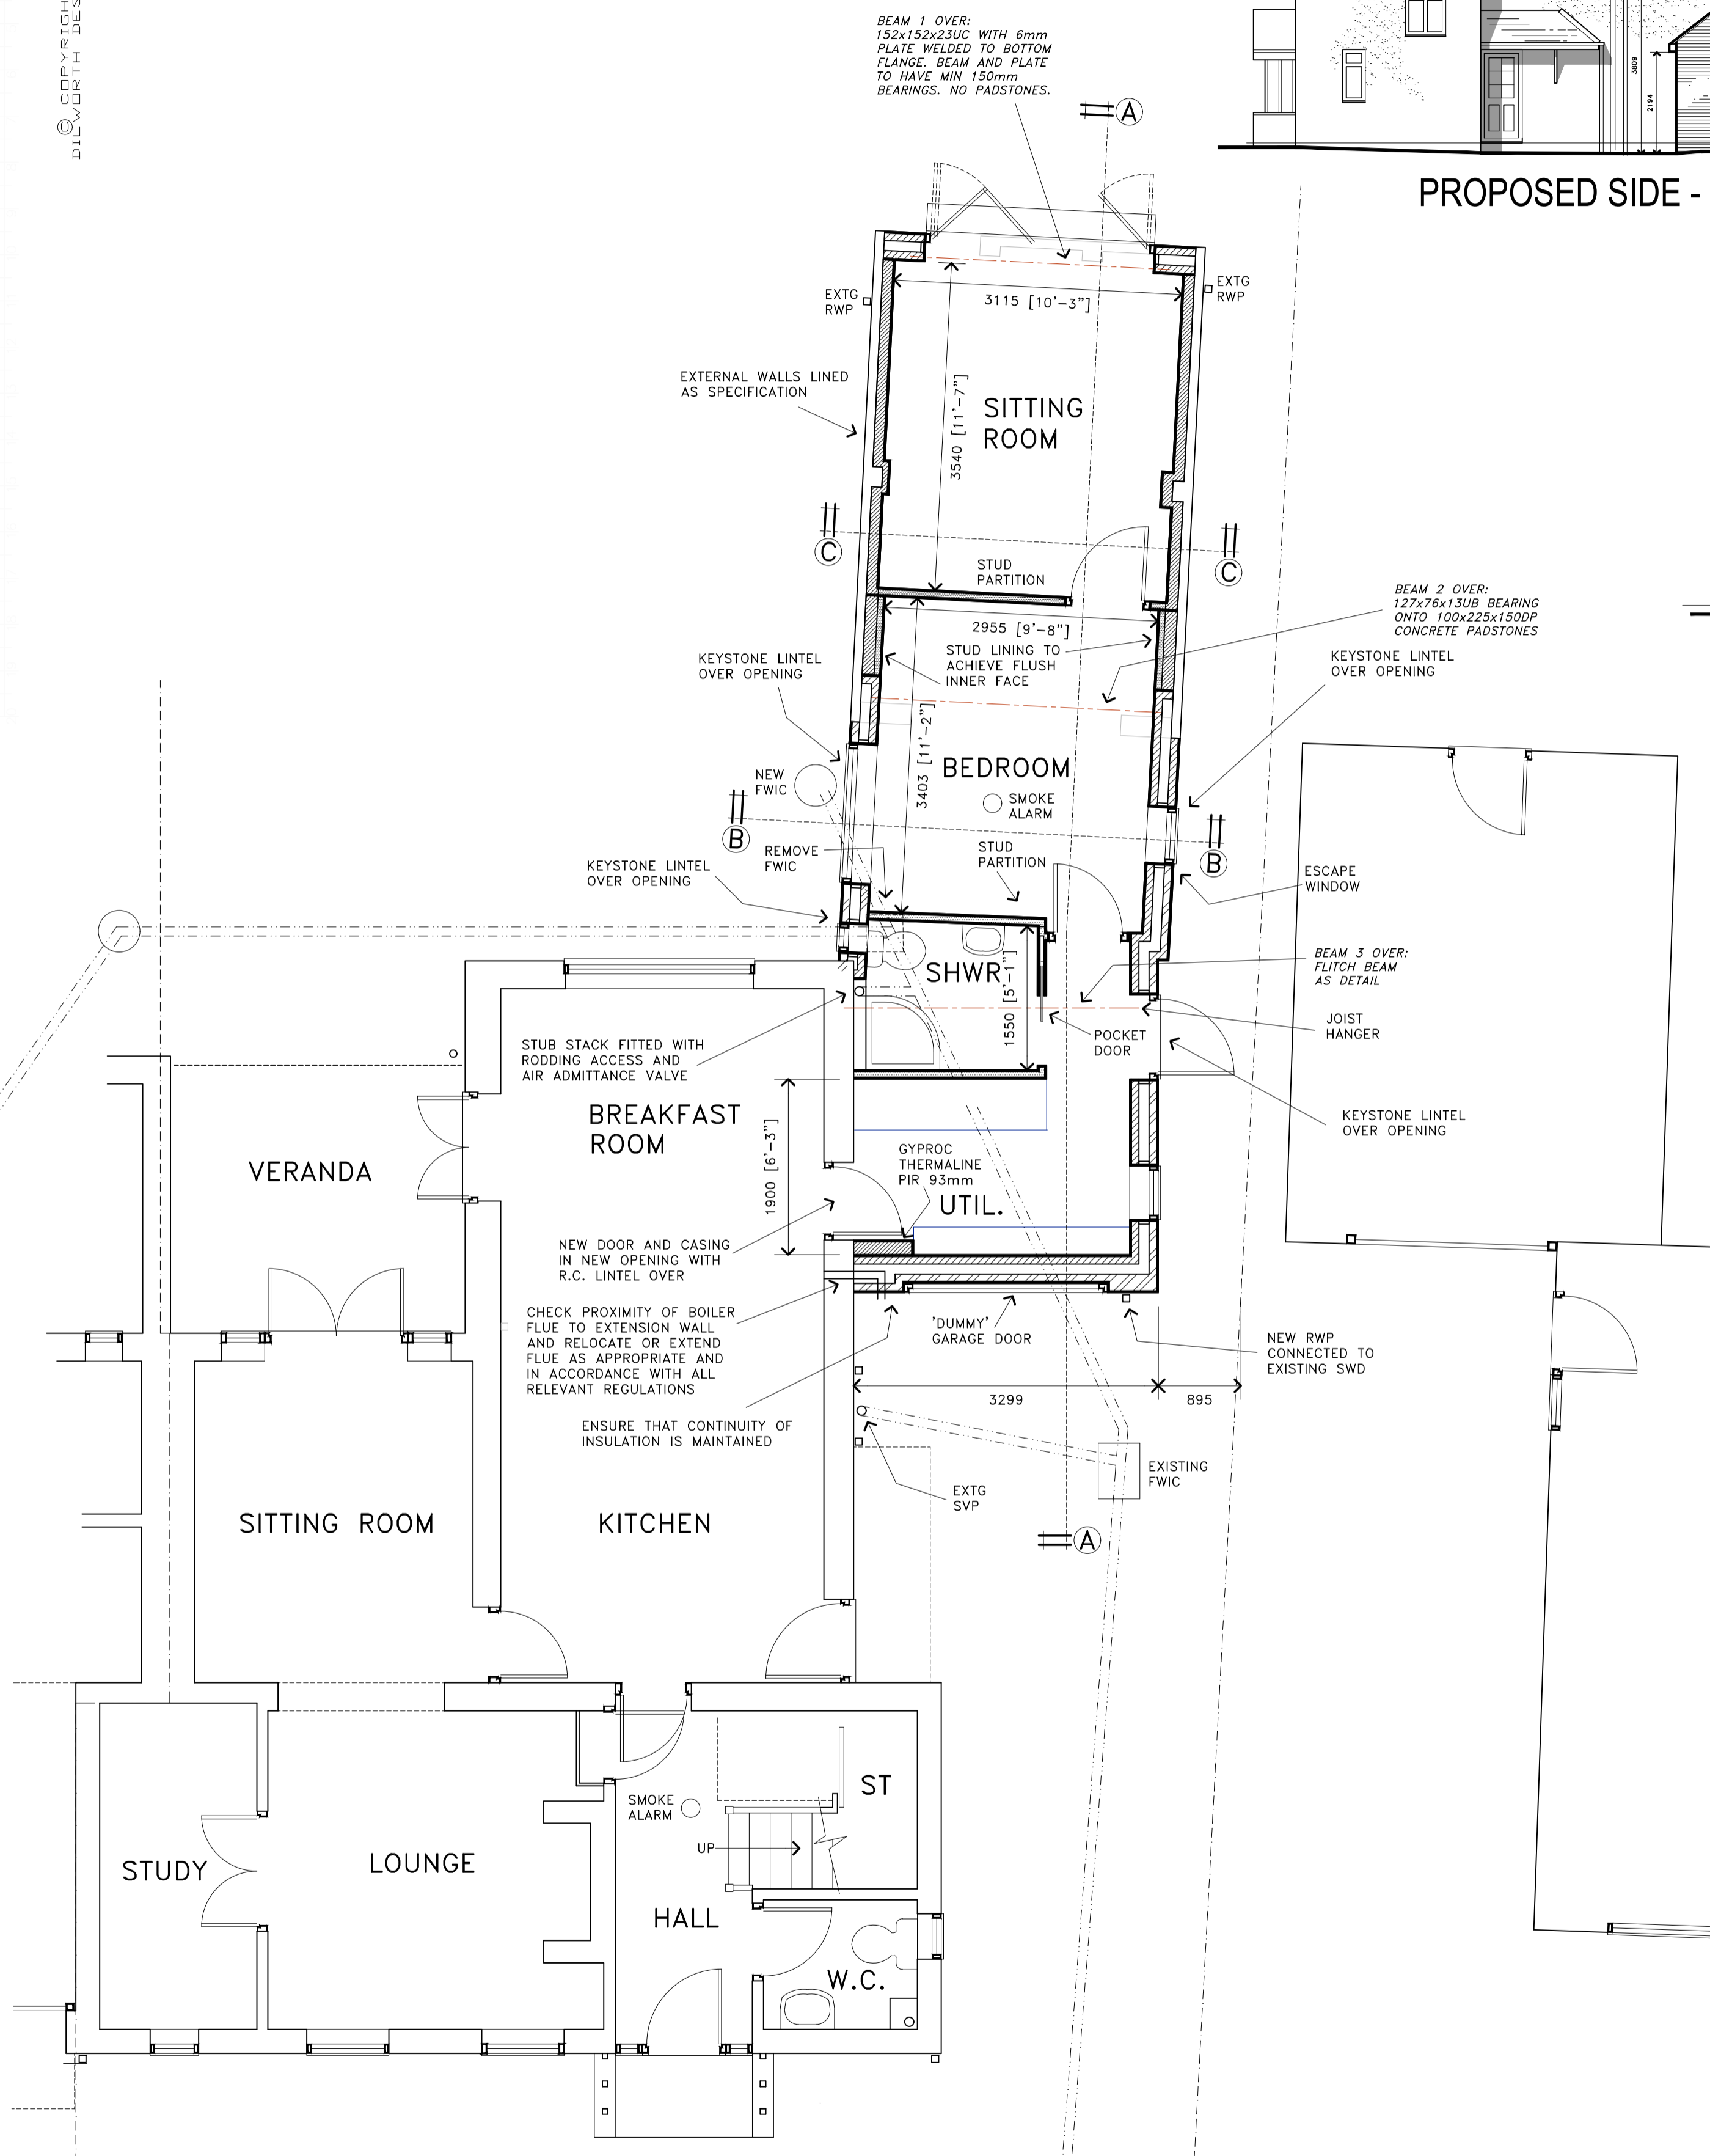 © COPYRIGH
DILWORTH DES
BEAM 1 OVER:
152x152x23UC WITH 6mm
PLATE WELDED TO BOTTOM
FLANGE. BEAM AND PLATE
TO HAVE MIN 150mm
BEARINGS. NO PADSTONES.
A
3809
2194
PROPOSED SIDE -
EXTG
RWP
3115 [10'-3"]
EXTG
RWP
EXTERNAL WALLS LINED
AS SPECIFICATION
3540 [11'-7"]
SITTING
ROOM
C
C
STUD
PARTITION
BEAM 2 OVER:
127x76x13UB BEARING
ONTO 100x225x150DP
CONCRETE PADSTONES
2955 [9'-8"]
STUD LINING TO
ACHIEVE FLUSH
INNER FACE
KEYSTONE LINTEL
OVER OPENING
KEYSTONE LINTEL
OVER OPENING
3403 [11'-2"]
BEDROOM
NEW
FWIC
SMOKE
ALARM
B
B
REMOVE
FWIC
STUD
PARTITION
KEYSTONE LINTEL
OVER OPENING
ESCAPE
WINDOW
SHWR
1550 [5'-1"]
BEAM 3 OVER:
FLITCH BEAM
AS DETAIL
JOIST
HANGER
POCKET
DOOR
STUB STACK FITTED WITH
RODDING ACCESS AND
AIR ADMITTANCE VALVE
BREAKFAST
ROOM
KEYSTONE LINTEL
OVER OPENING
VERANDA
1900 [6'-3"]
GYPROC
THERMALINE
PIR 93mm
UTIL.
NEW DOOR AND CASING
IN NEW OPENING WITH
R.C. LINTEL OVER
CHECK PROXIMITY OF BOILER
FLUE TO EXTENSION WALL
AND RELOCATE OR EXTEND
FLUE AS APPROPRIATE AND
IN ACCORDANCE WITH ALL
RELEVANT REGULATIONS
'DUMMY'
GARAGE DOOR
NEW RWP
CONNECTED TO
EXISTING SWD
3299
895
ENSURE THAT CONTINUITY OF
INSULATION IS MAINTAINED
EXISTING
FWIC
EXTG
SVP
SITTING ROOM
KITCHEN
A
SMOKE
ALARM
ST
UP
STUDY
LOUNGE
HALL
W.C.